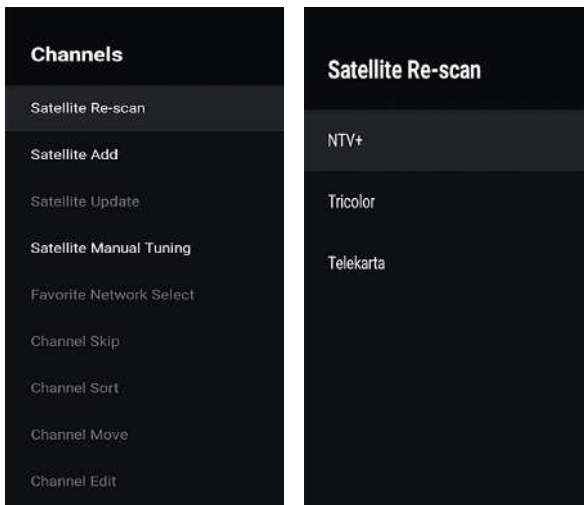 Channels
Satellite Re-scan
Satellite Add
Satellite Update
Satellite Manual Tuning
Favorite Network Select
Channel Skip
Channel Sort
Channel Move
Channel Edit
Satellite Re-scan
NTV+
Tricolor
Telekarta